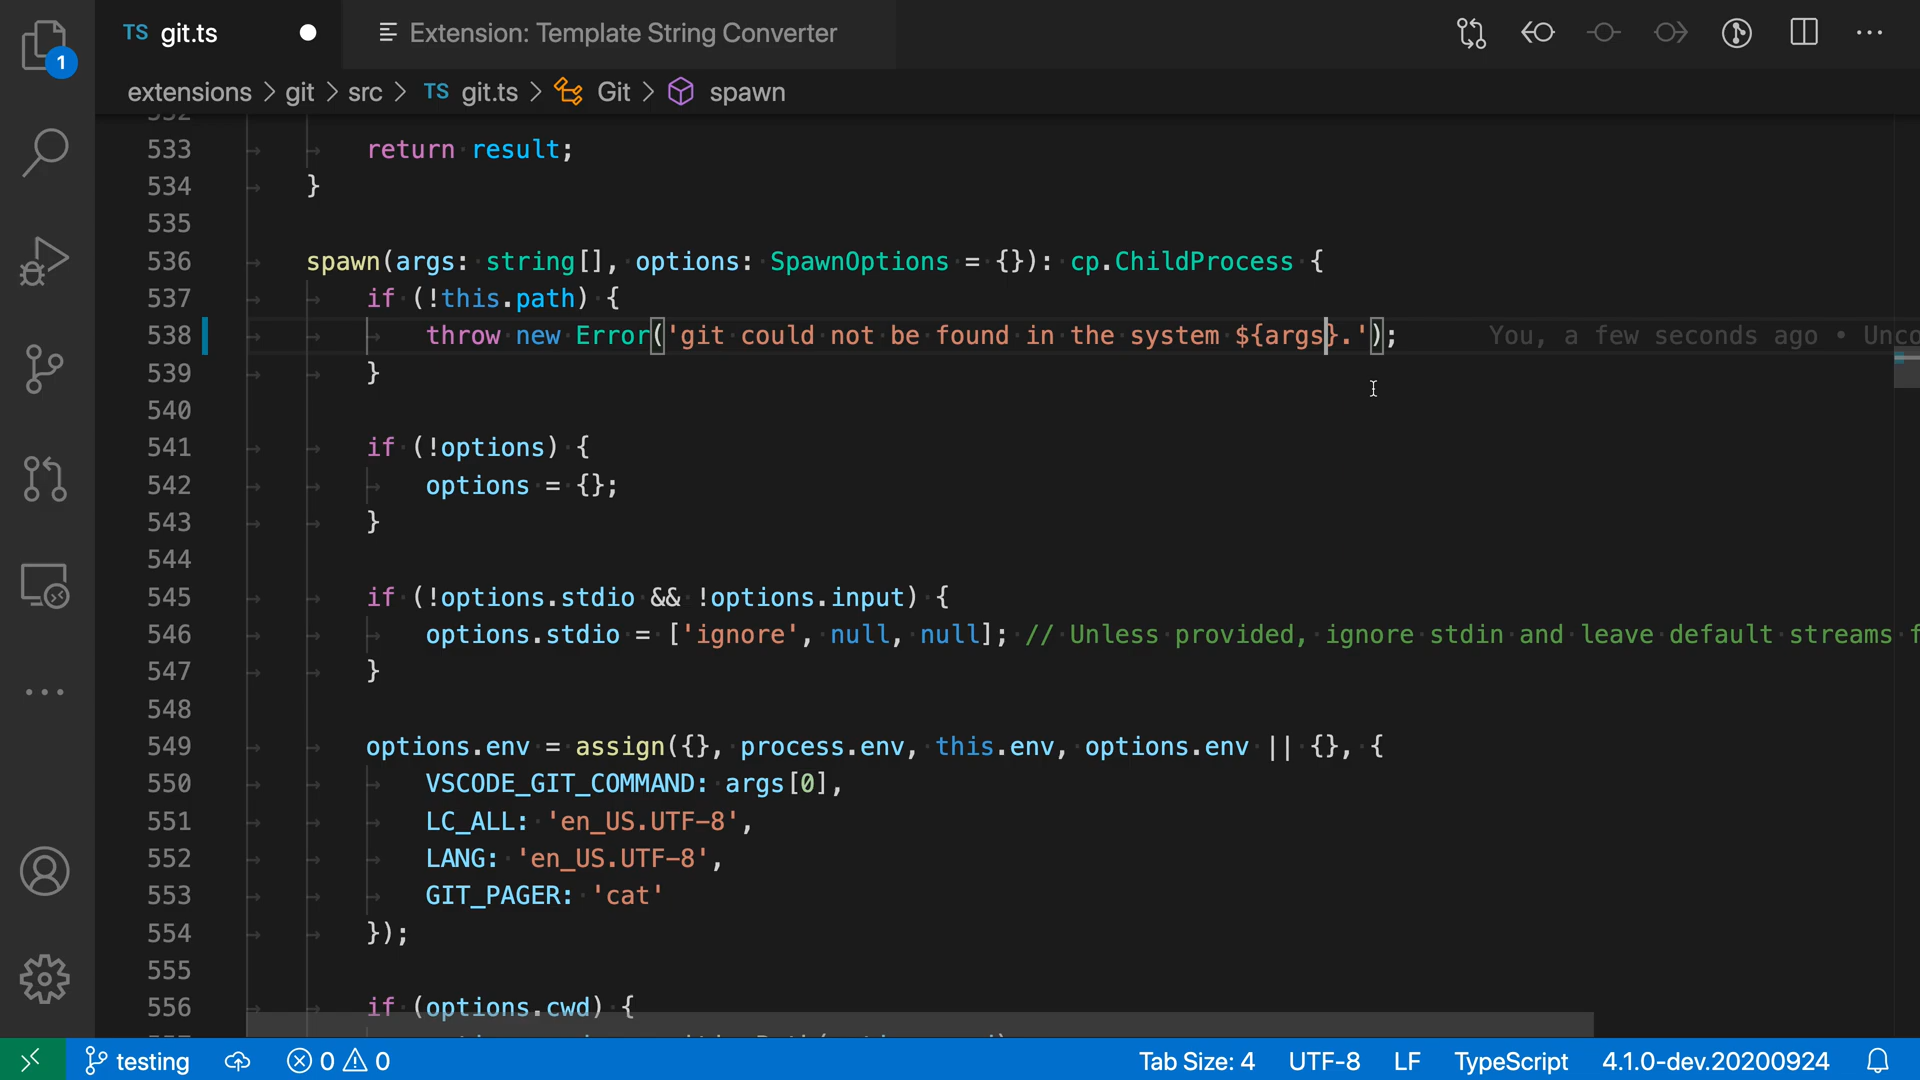 TS git.ts
Extension: Template String Converter
1
extensions > git > src > TS git.ts > Git > spawn
533 return result;
534 }
535
536 spawn(args: string[], options: SpawnOptions = {}): cp.ChildProcess {
537 if (!this.path) {
538 throw new Error('git could not be found in the system ${args}.'); You, a few seconds ago • Unco
539 }
540
541 if (!options) {
542 options = {};
543 }
544
545 if (!options.stdio && !options.input) {
546 options.stdio = ['ignore', null, null]; // Unless provided, ignore stdin and leave default streams f
547 }
548
549 options.env = assign({}, process.env, this.env, options.env || {}, {
550 VSCODE_GIT_COMMAND: args[0],
551 LC_ALL: 'en_US.UTF-8',
552 LANG: 'en_US.UTF-8',
553 GIT_PAGER: 'cat'
554 });
555
556 if (options.cwd) {
testing 0 0 Tab Size: 4 UTF-8 LF TypeScript 4.1.0-dev.20200924